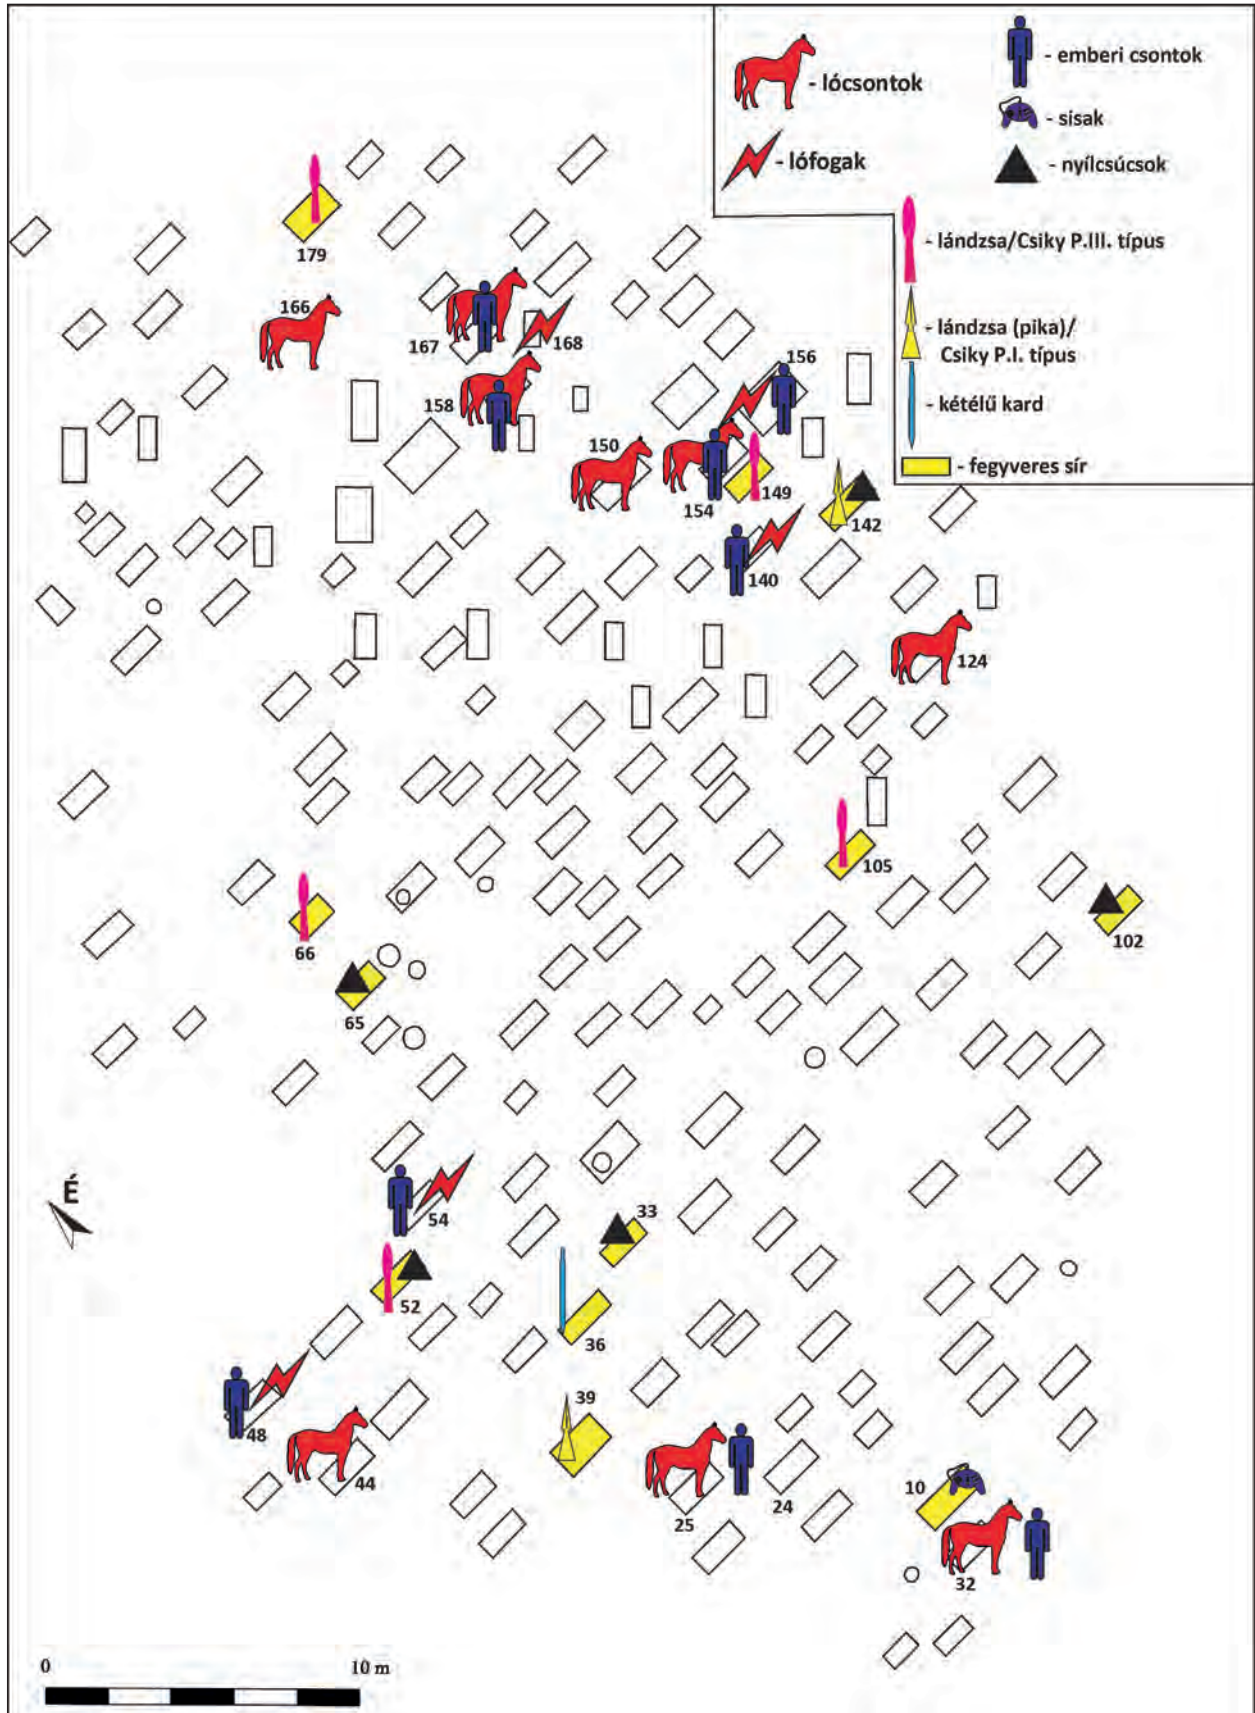 - lócsontok
- emberi csontok
- sisak
- lófogak
- nyílcsúcsok
- lándzsa/Csiky P.III. típus
- lándzsa (pika)/
Csiky P.I. típus
- kétélű kard
- fegyveres sír
179
166
167
168
156
158
150
154
149
142
140
124
105
102
66
65
54
33
52
36
39
48
44
25
24
10
32
É
0 10 m